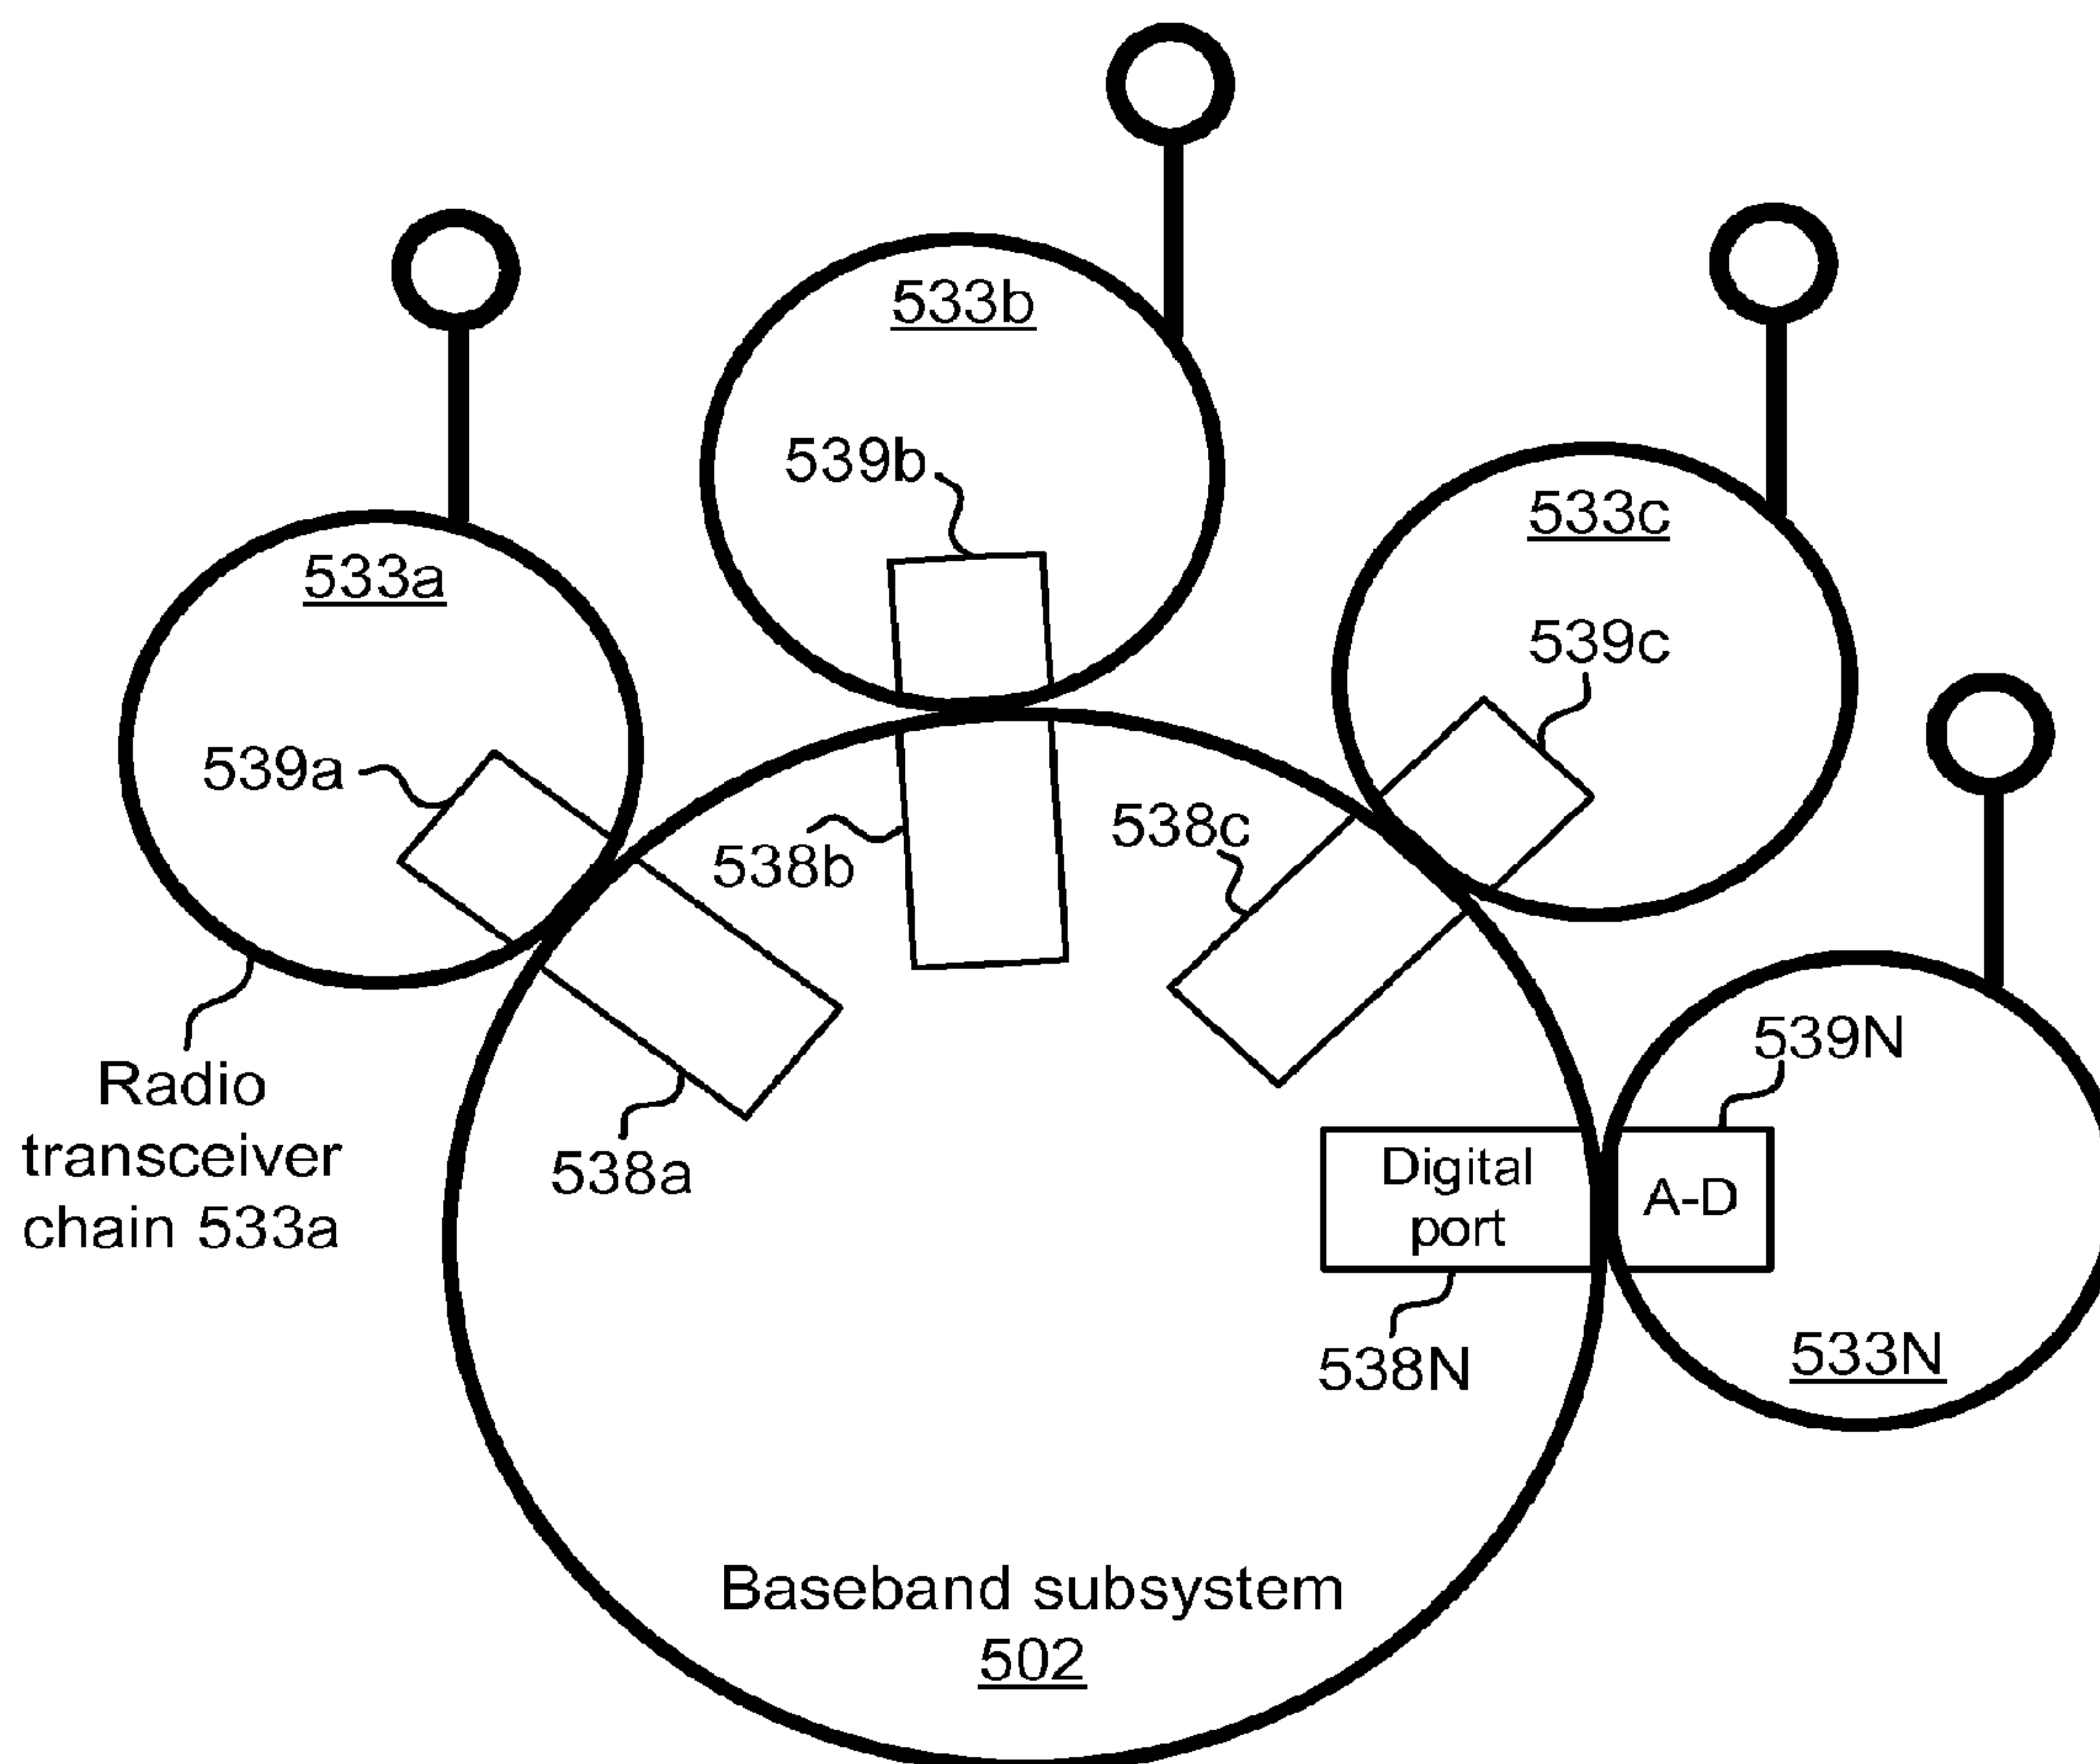 533b
539b
533c
533a
539c
539a
538c
538b
539N
Radio
transceiver
chain 533a
538a
Digital
port
A-D
538N
533N
Baseband subsystem
502